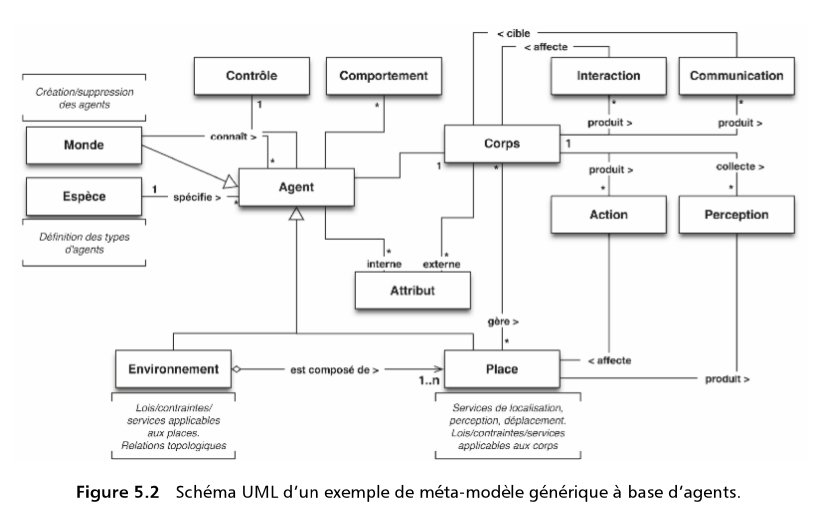 < cible
< affecte
Contrôle
Comportement
Interaction
Communication
Création/suppression
des agents
1
*
*
*
produit >
produit >
Monde
connaît >
Corps
1
*
1
*
produit >
collecte >
Agent
Espèce
1
spécifie >
*
*
*
Action
Perception
Définition des types
d'agents
*
*
interne
externe
Attribut
gère >
*
Environnement
est composé de >
1..n
Place
< affecte
produit >
Lois/contraintes/
services applicables
aux places.
Relations topologiques
Services de localisation,
perception, déplacement.
Lois/contraintes/services
applicables aux corps
Figure 5.2 Schéma UML d'un exemple de méta-modèle générique à base d'agents.